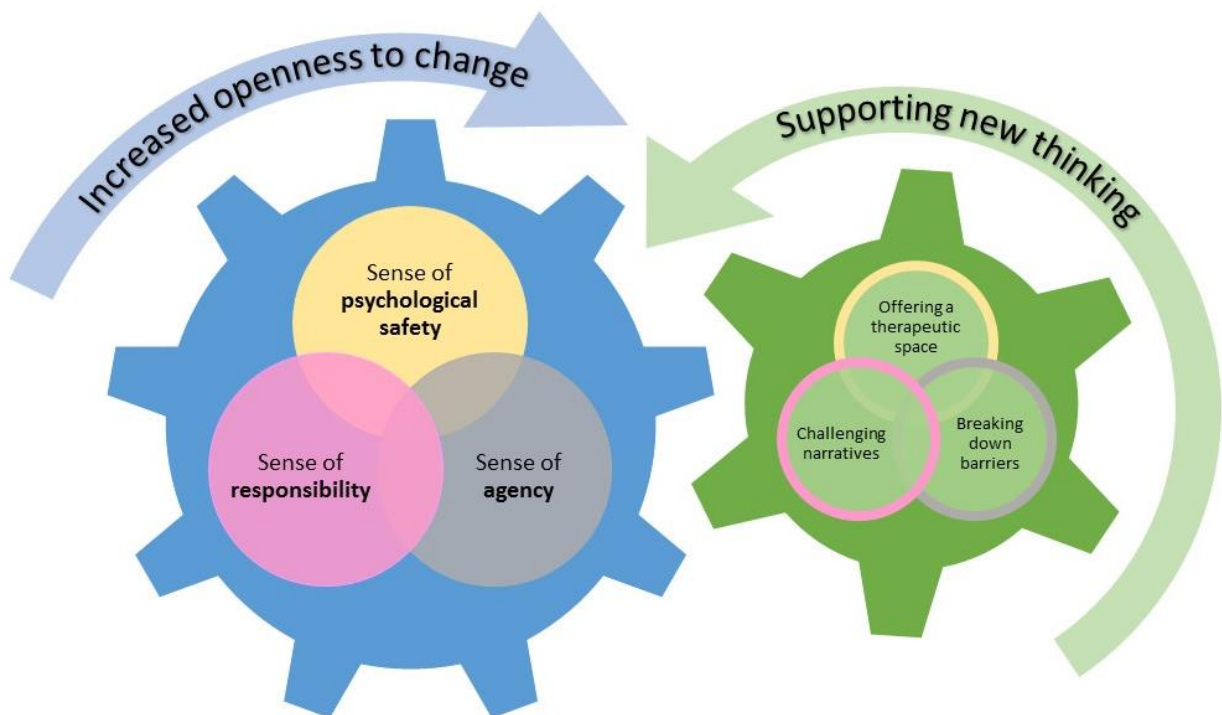 Increased openness to change
Supporting new thinking
Sense of
psychological
safety
Sense of
responsibility
Sense of
agency
Offering a
therapeutic
space
Challenging
narratives
Breaking
down
barriers